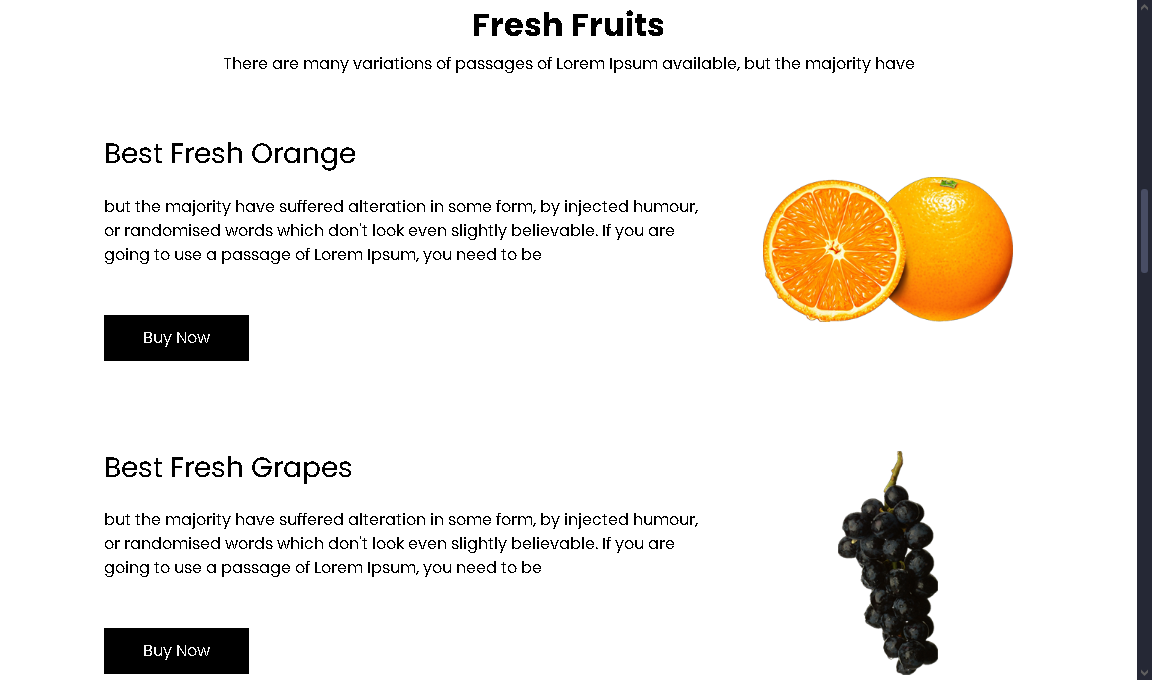 Fresh Fruits
There are many variations of passages of Lorem Ipsum available, but the majority have
Best Fresh Orange
but the majority have suffered alteration in some form, by injected humour,
or randomised words which don't look even slightly believable. If you are
going to use a passage of Lorem Ipsum, you need to be
Buy Now
Best Fresh Grapes
but the majority have suffered alteration in some form, by injected humour,
or randomised words which don't look even slightly believable. If you are
going to use a passage of Lorem Ipsum, you need to be
Buy Now